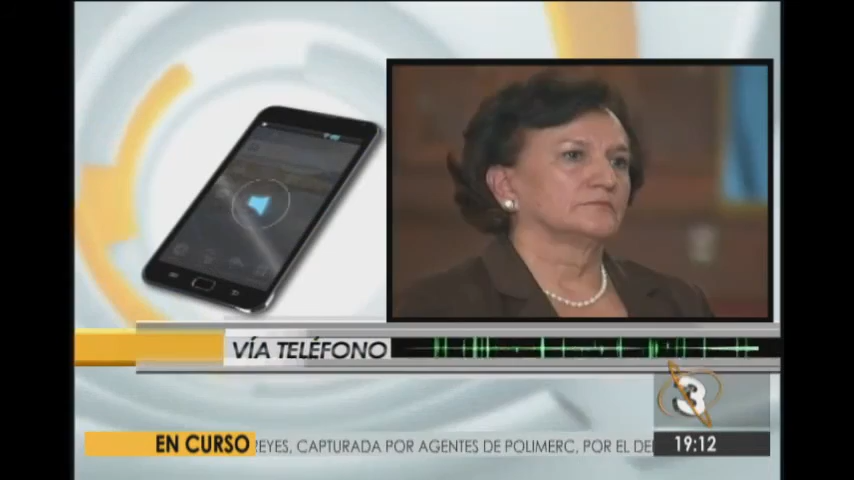 VÍA TELÉFONO
3
EN CURSO REYES, CAPTURADA POR AGENTES DE POLIMERC, POR EL DE
19:12